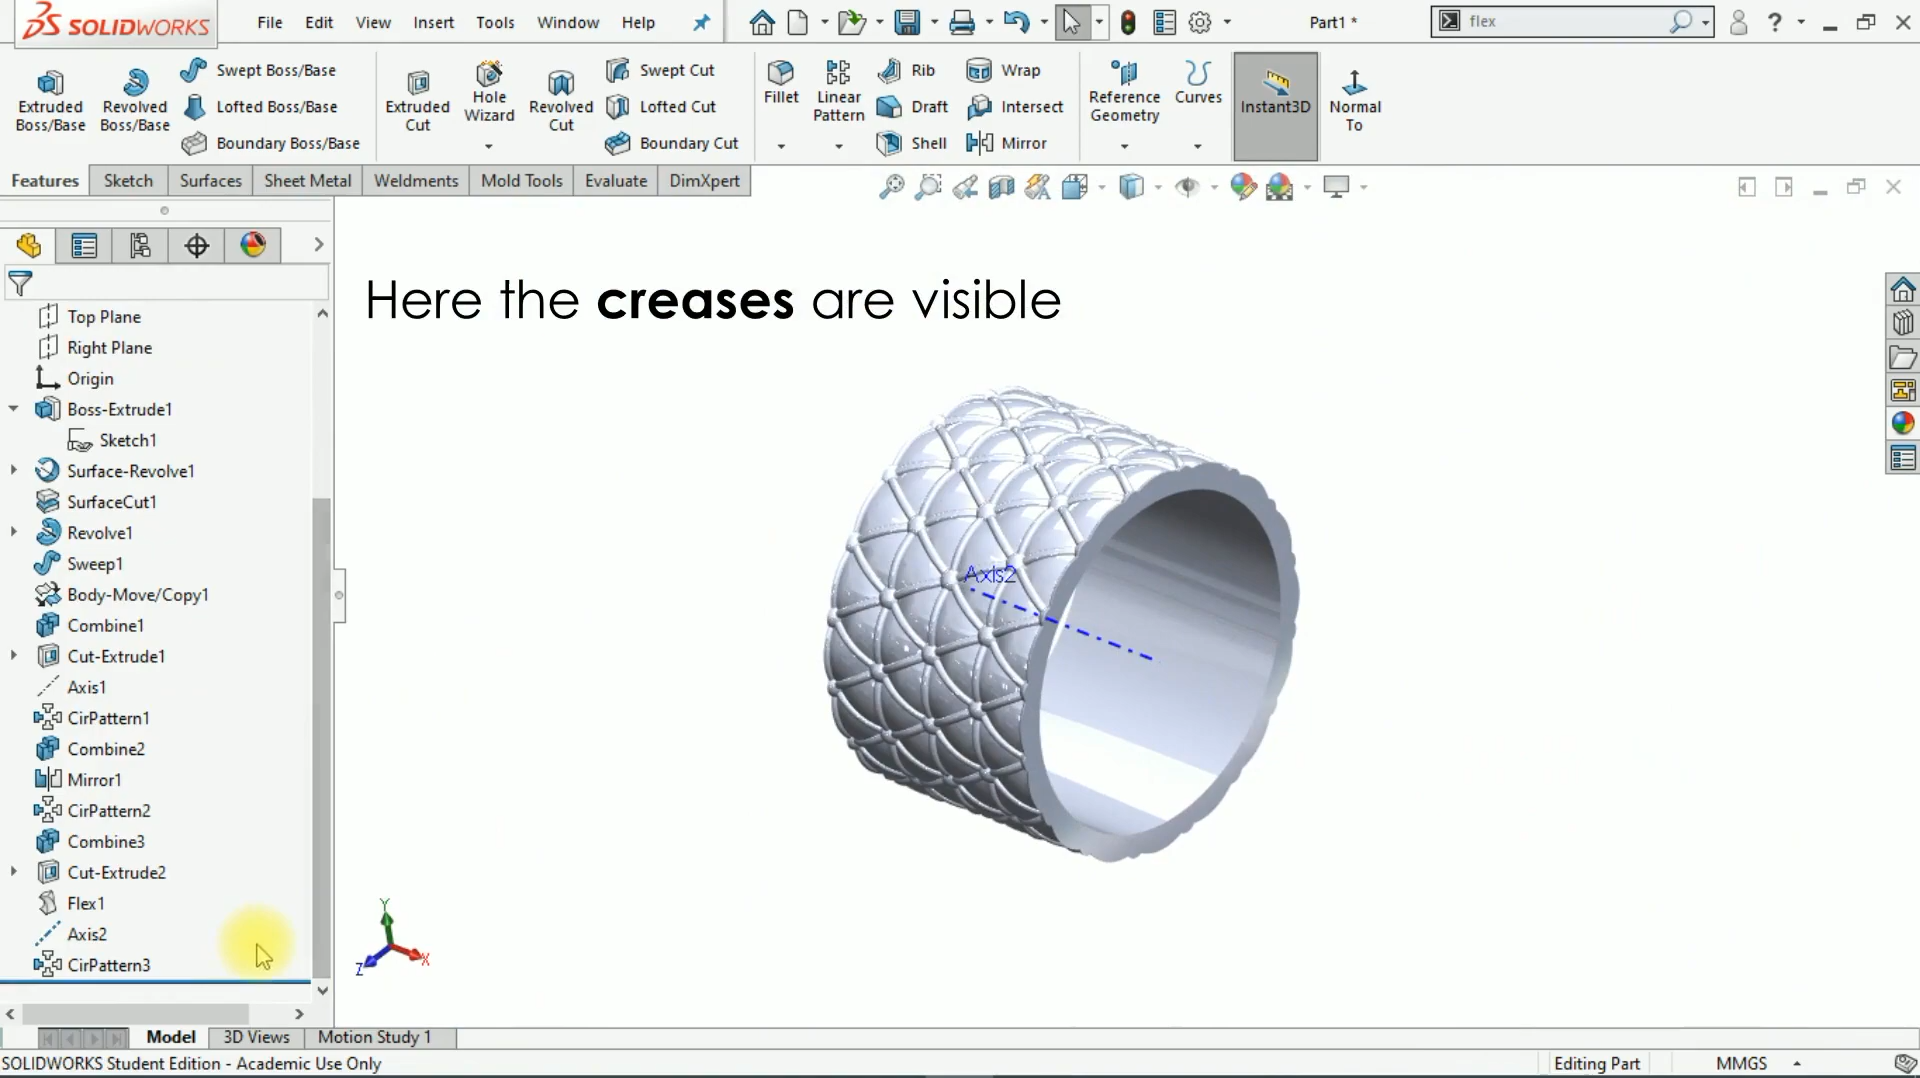 SOLIDWORKS
File Edit View Insert Tools Window Help
Part1 *
flex
Extruded Boss/Base
Revolved Boss/Base
Swept Boss/Base
Lofted Boss/Base
Boundary Boss/Base
Extruded Cut
Hole Wizard
Revolved Cut
Swept Cut
Lofted Cut
Boundary Cut
Fillet
Linear Pattern
Rib
Draft
Shell
Wrap
Intersect
Mirror
Reference Geometry
Curves
Instant3D
Normal To
Features Sketch Surfaces Sheet Metal Weldments Mold Tools Evaluate DimXpert
Here the creases are visible
Top Plane
Right Plane
Origin
Boss-Extrude1
Sketch1
Surface-Revolve1
SurfaceCut1
Revolve1
Sweep1
Body-Move/Copy1
Combine1
Cut-Extrude1
Axis1
CirPattern1
Combine2
Mirror1
CirPattern2
Combine3
Cut-Extrude2
Flex1
Axis2
CirPattern3
Axis2
Y
X
Z
Model 3D Views Motion Study 1
SOLIDWORKS Student Edition - Academic Use Only
Editing Part
MMGS